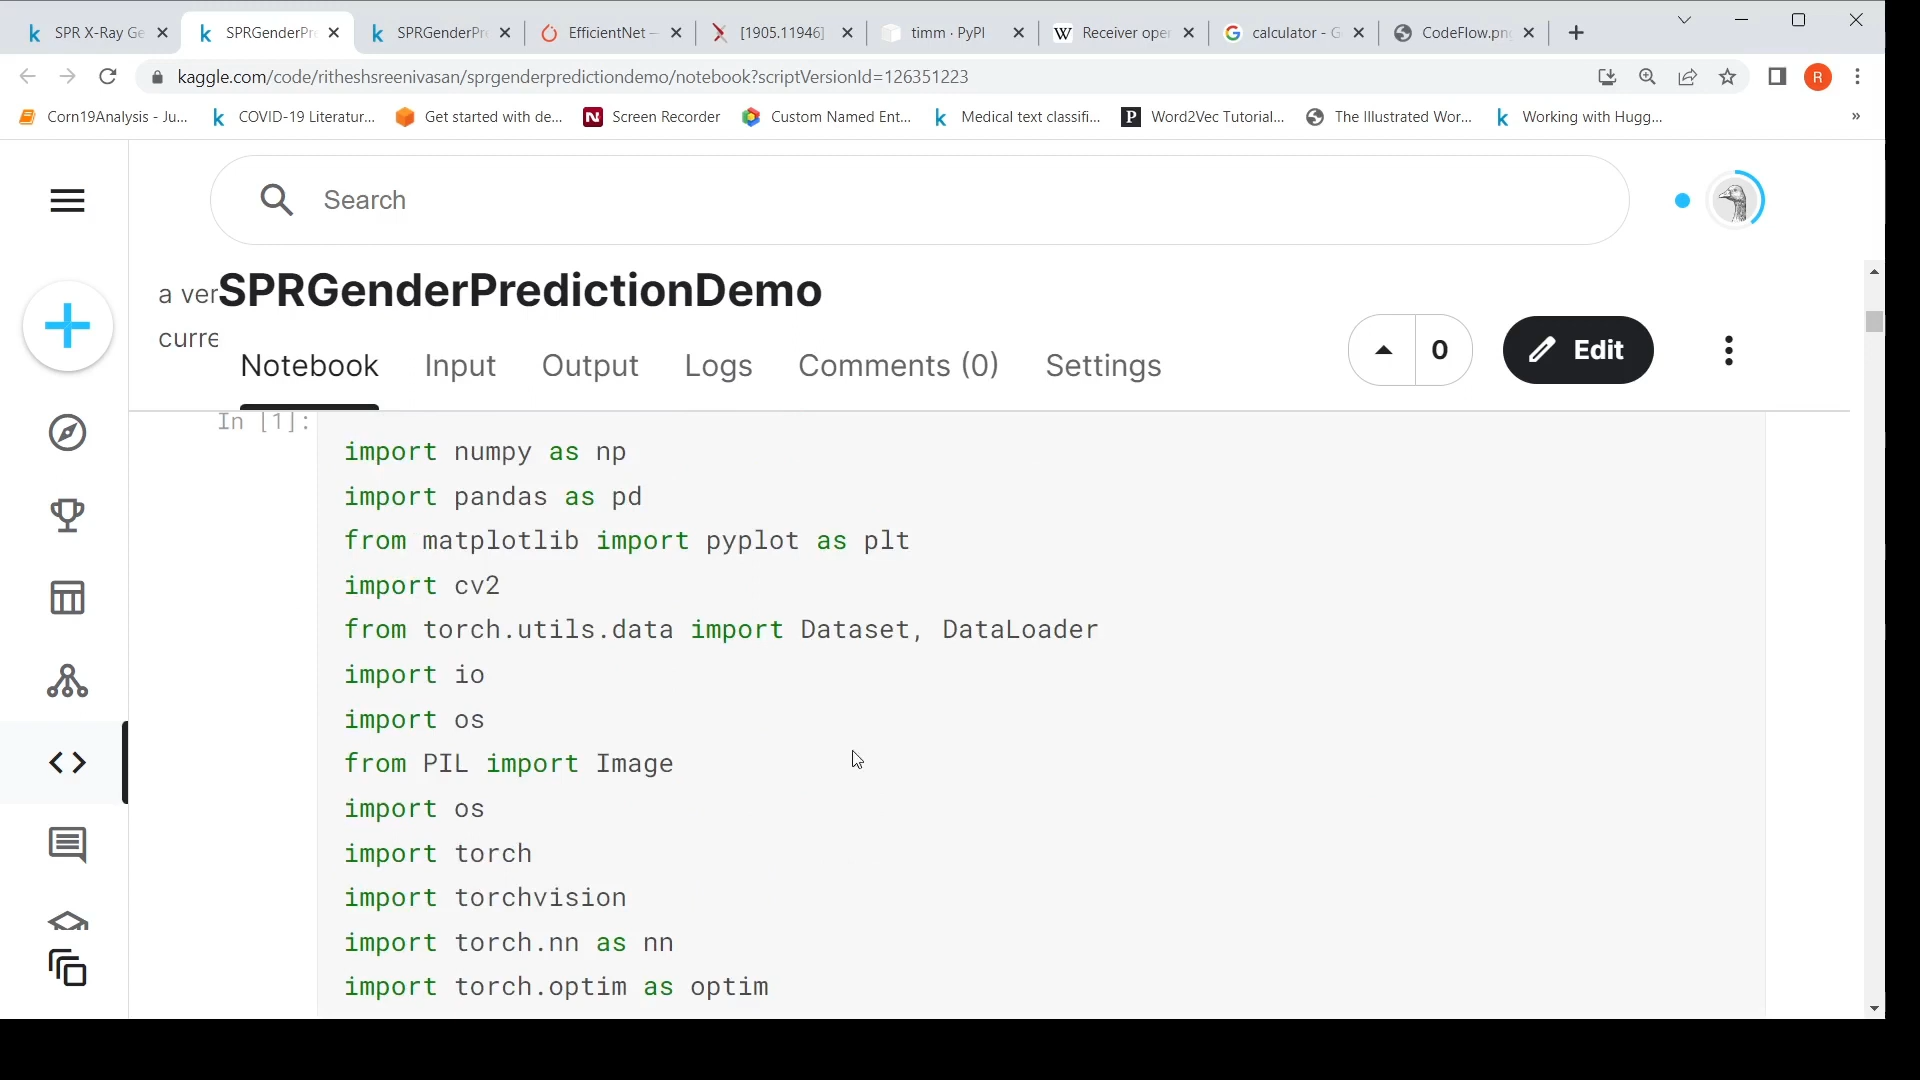 SPR X-Ray Ge
SPRGenderPr
SPRGenderPr
EfficientNet –
[1905.11946]
timm · PyPI
Receiver oper
calculator - G
CodeFlow.pn
kaggle.com/code/ritheshsreenivasan/sprgenderpredictiondemo/notebook?scriptVersionId=126351223
R
Corn19Analysis - Ju...
COVID-19 Literatur...
Get started with de...
Screen Recorder
Custom Named Ent...
Medical text classifi...
Word2Vec Tutorial...
The Illustrated Wor...
Working with Hugg...
»
Search
a ver
curre
SPRGenderPredictionDemo
Notebook
Input
Output
Logs
Comments (0)
Settings
0
Edit
In [1]:
import numpy as np
import pandas as pd
from matplotlib import pyplot as plt
import cv2
from torch.utils.data import Dataset, DataLoader
import io
import os
from PIL import Image
import os
import torch
import torchvision
import torch.nn as nn
import torch.optim as optim